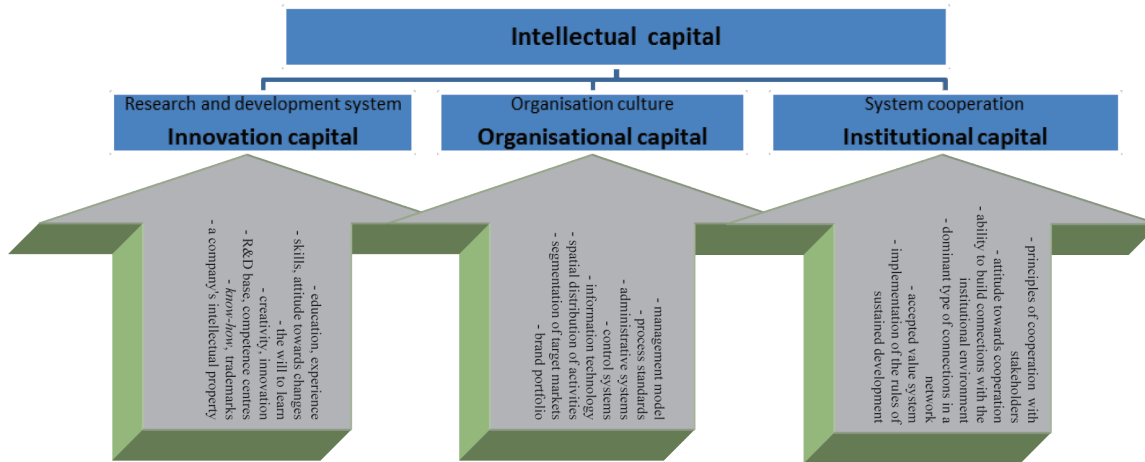 Intellectual capital
Research and development system
Innovation capital
Organisation culture
Organisational capital
System cooperation
Institutional capital
- education, experience
- skills, attitude towards changes
- the will to learn
- creativity, innovation
- R&D base, competence centres
- know-how, trademarks
- a company's intellectual property
- management model
- process standards
- administrative systems
- control systems
- information technology
- spatial distribution of activities
- segmentation of target markets
- brand portfolio
- principles of cooperation with
stakeholders
- attitude towards cooperation
- ability to build connections with the
institutional environment
- dominant type of connections in a
network
- accepted value system
- implementation of the rules of
sustained development